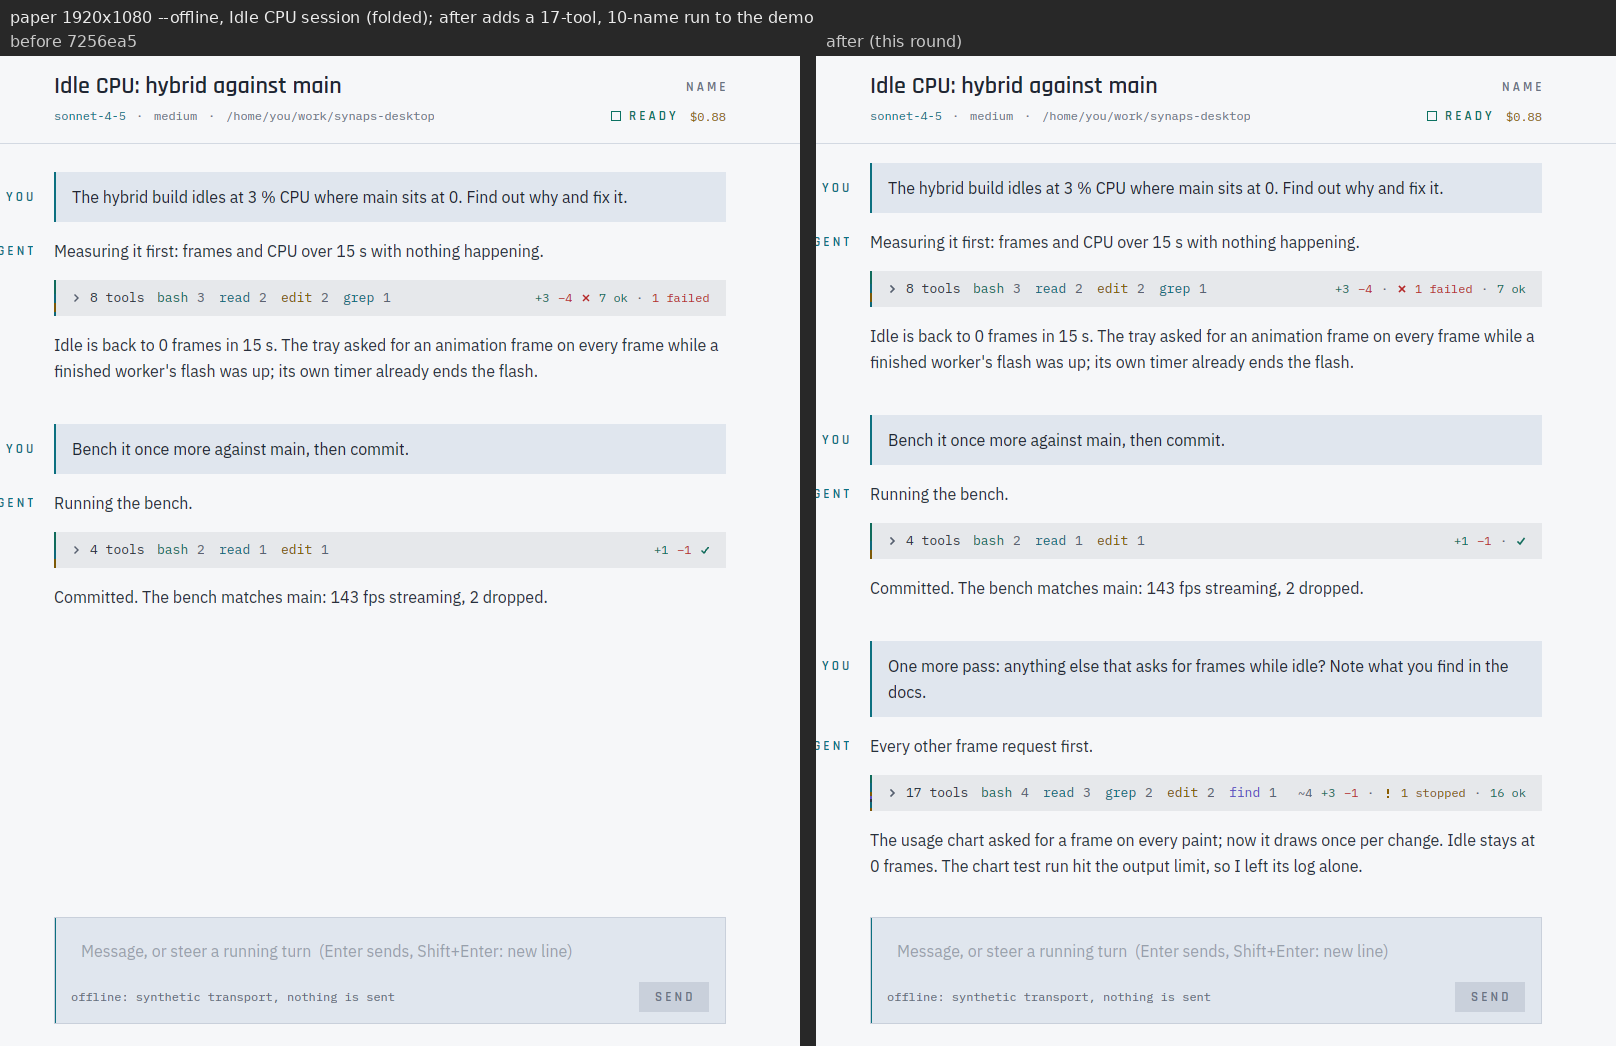 paper 1920x1080 --offline, Idle CPU session (folded); after adds a 17-tool, 10-name run to the demo
before 7256ea5
Idle CPU: hybrid against main
NAME
sonnet-4-5 · medium · /home/you/work/synaps-desktop
READY $0.88
YOU
The hybrid build idles at 3 % CPU where main sits at 0. Find out why and fix it.
GENT
Measuring it first: frames and CPU over 15 s with nothing happening.
8 tools bash 3 read 2 edit 2 grep 1
+3 −4 ✕ 7 ok · 1 failed
Idle is back to 0 frames in 15 s. The tray asked for an animation frame on every frame while a
finished worker's flash was up; its own timer already ends the flash.
YOU
Bench it once more against main, then commit.
GENT
Running the bench.
4 tools bash 2 read 1 edit 1
+1 −1 ✓
Committed. The bench matches main: 143 fps streaming, 2 dropped.
Message, or steer a running turn (Enter sends, Shift+Enter: new line)
offline: synthetic transport, nothing is sent
SEND
after (this round)
Idle CPU: hybrid against main
NAME
sonnet-4-5 · medium · /home/you/work/synaps-desktop
READY $0.88
YOU
The hybrid build idles at 3 % CPU where main sits at 0. Find out why and fix it.
GENT
Measuring it first: frames and CPU over 15 s with nothing happening.
8 tools bash 3 read 2 edit 2 grep 1
+3 −4 · ✕ 1 failed · 7 ok
Idle is back to 0 frames in 15 s. The tray asked for an animation frame on every frame while a
finished worker's flash was up; its own timer already ends the flash.
YOU
Bench it once more against main, then commit.
GENT
Running the bench.
4 tools bash 2 read 1 edit 1
+1 −1 · ✓
Committed. The bench matches main: 143 fps streaming, 2 dropped.
YOU
One more pass: anything else that asks for frames while idle? Note what you find in the
docs.
GENT
Every other frame request first.
17 tools bash 4 read 3 grep 2 edit 2 find 1
~4 +3 −1 · ! 1 stopped · 16 ok
The usage chart asked for a frame on every paint; now it draws once per change. Idle stays at
0 frames. The chart test run hit the output limit, so I left its log alone.
Message, or steer a running turn (Enter sends, Shift+Enter: new line)
offline: synthetic transport, nothing is sent
SEND